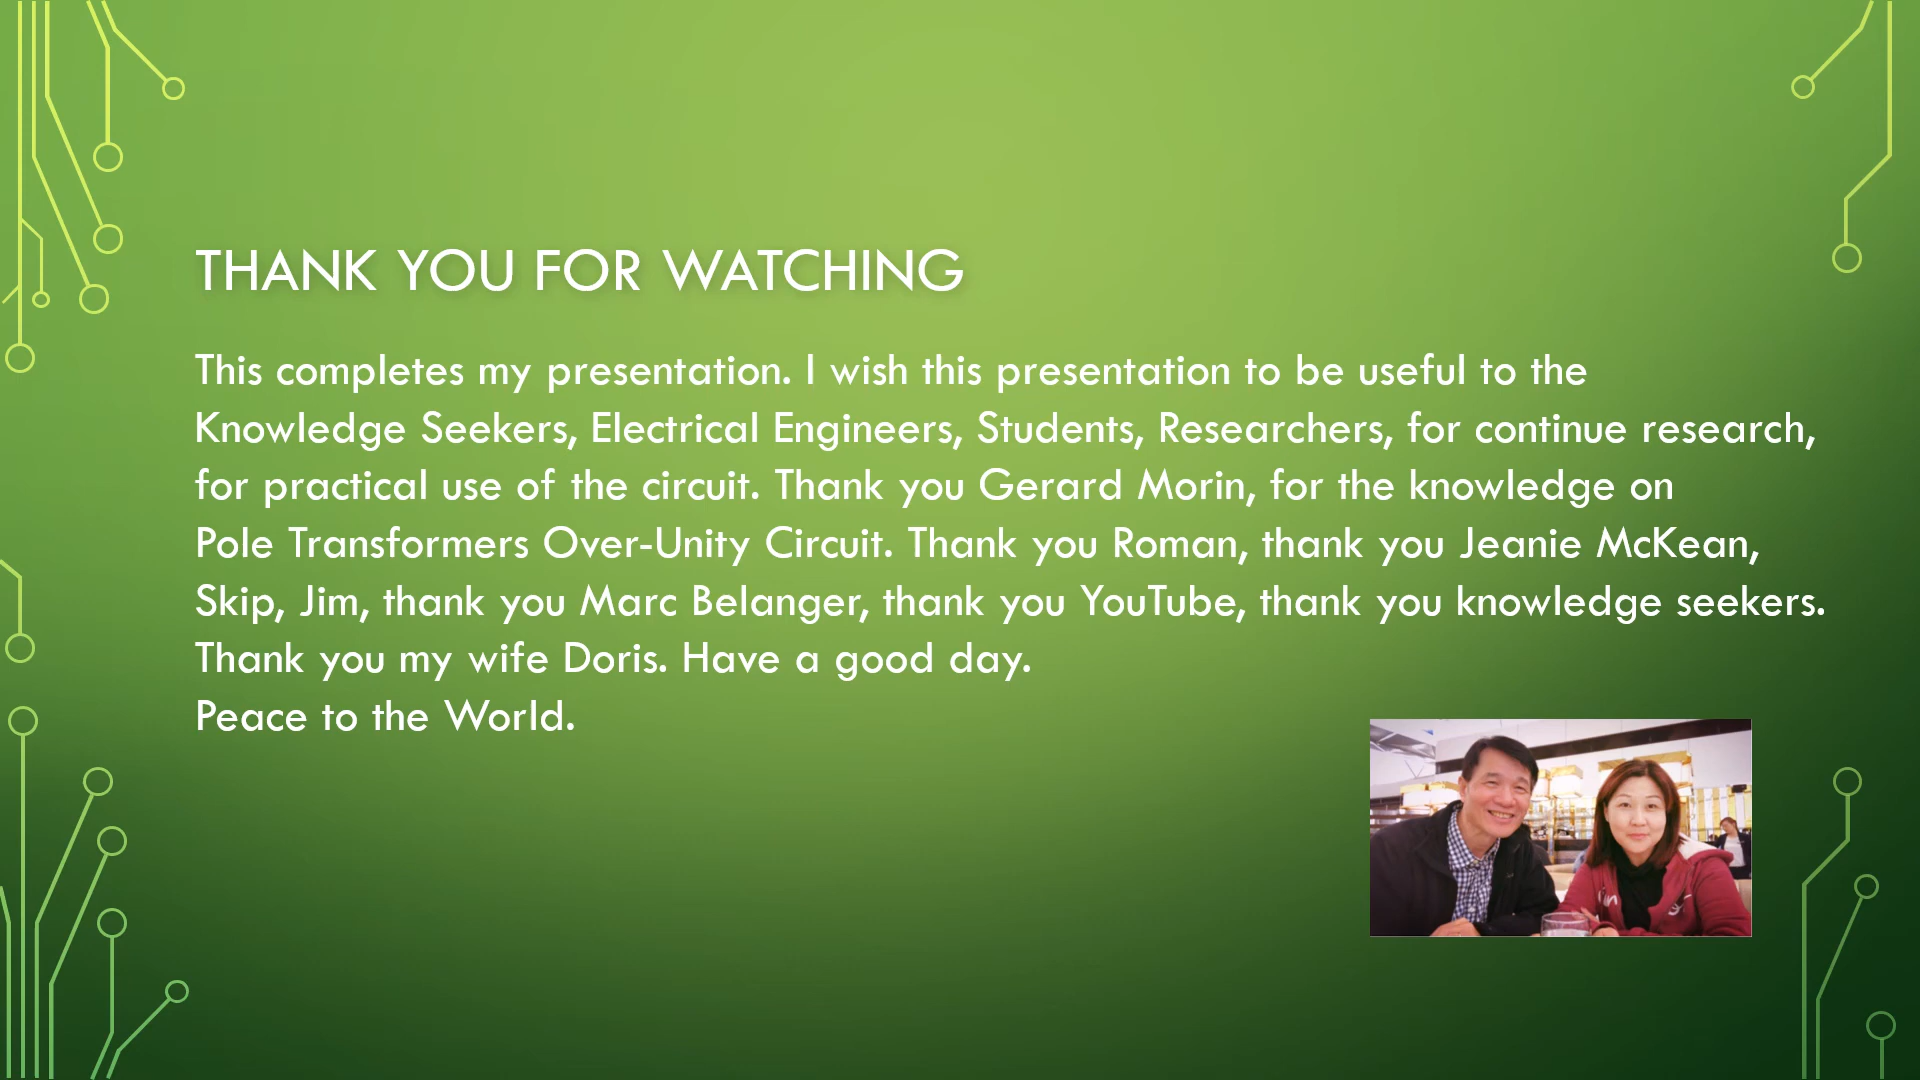 THANK YOU FOR WATCHING
This completes my presentation. I wish this presentation to be useful to the
Knowledge Seekers, Electrical Engineers, Students, Researchers, for continue research,
for practical use of the circuit. Thank you Gerard Morin, for the knowledge on
Pole Transformers Over-Unity Circuit. Thank you Roman, thank you Jeanie McKean,
Skip, Jim, thank you Marc Belanger, thank you YouTube, thank you knowledge seekers.
Thank you my wife Doris. Have a good day.
Peace to the World.